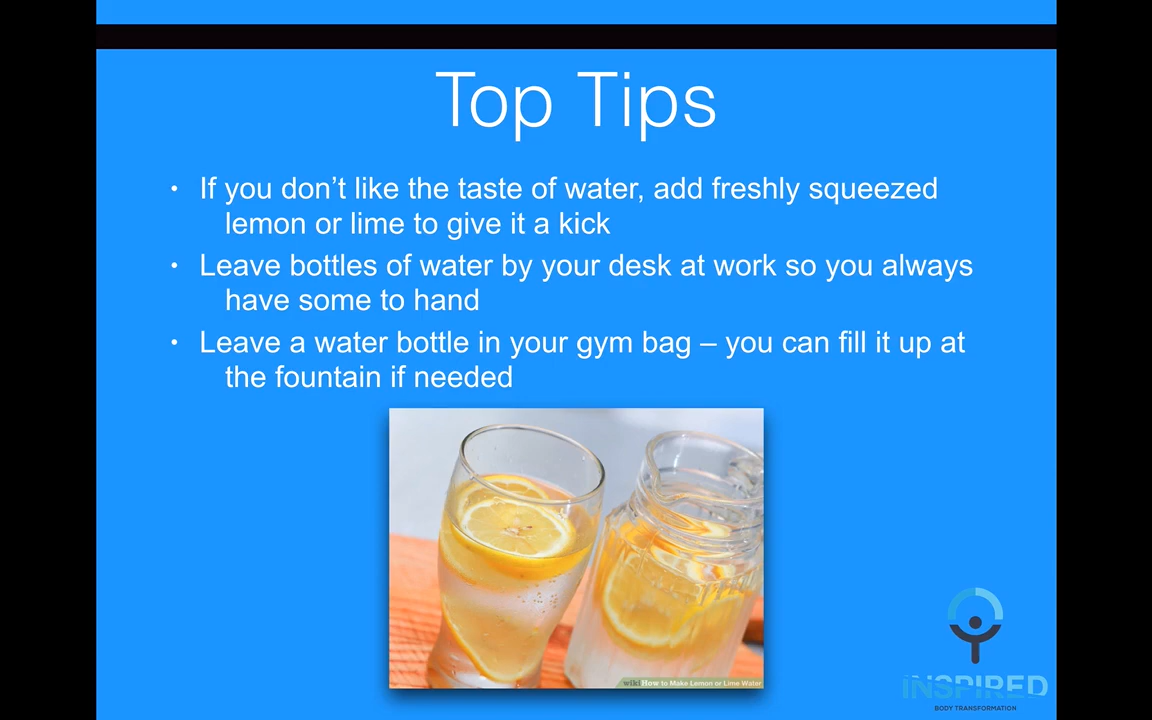 Top Tips
• If you don’t like the taste of water, add freshly squeezed
lemon or lime to give it a kick
• Leave bottles of water by your desk at work so you always
have some to hand
• Leave a water bottle in your gym bag – you can fill it up at
the fountain if needed
wikiHow to Make Lemon or Lime Water
INSPIRED
BODY TRANSFORMATION